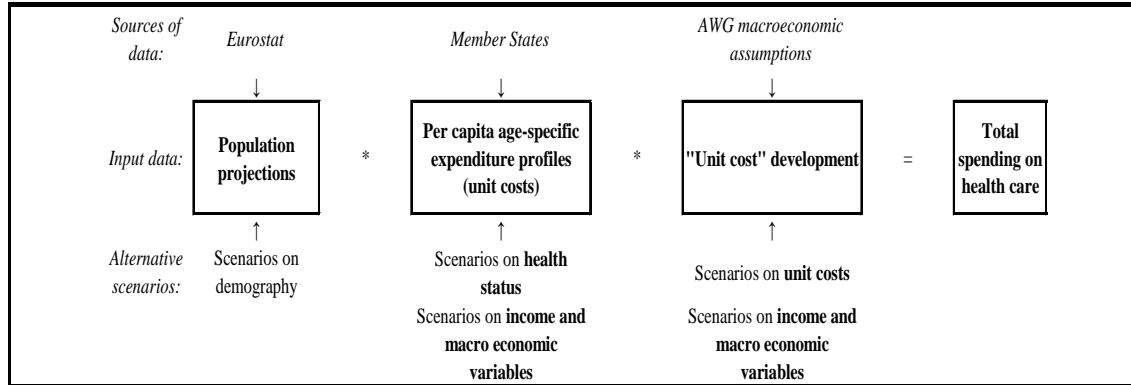 Sources of data:
Eurostat
Member States
AWG macroeconomic
assumptions
↓ ↓ ↓
Input data:
Population
projections
*
Per capita age-specific
expenditure profiles
(unit costs)
*
"Unit cost" development
=
Total
spending on
health care
↑ ↑ ↑
Alternative
scenarios:
Scenarios on
demography
Scenarios on health
status
Scenarios on income and
macro economic
variables
Scenarios on unit costs
Scenarios on income and
macro economic
variables